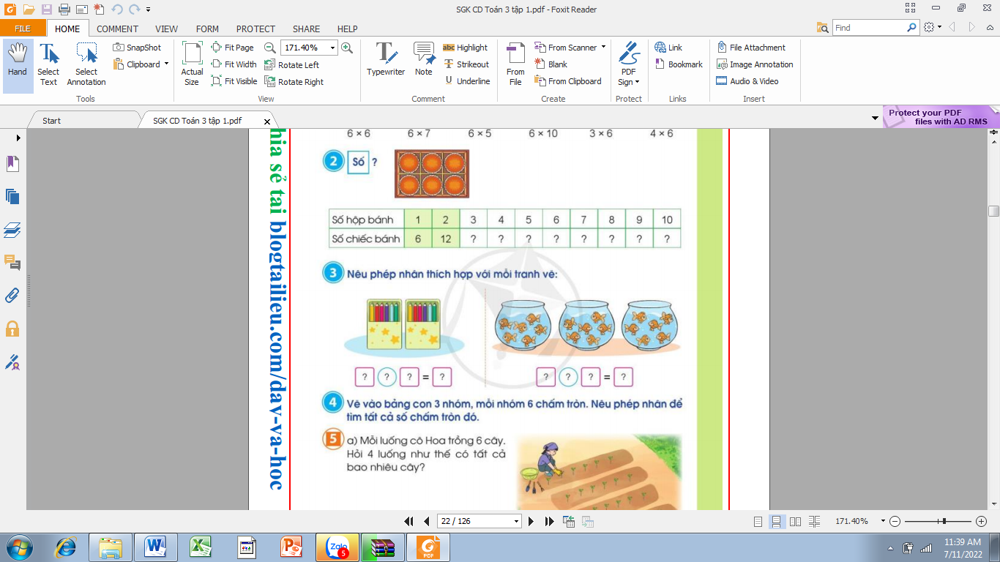 SGK CD Toán 3 tập 1.pdf - Foxit Reader
FILE HOME COMMENT VIEW FORM PROTECT SHARE HELP
Find
Hand
Select Text
Select Annotation
SnapShot
Clipboard
Tools
Actual Size
Fit Page
Fit Width
Fit Visible
171.40%
Rotate Left
Rotate Right
View
Typewriter
Note
abc Highlight
T Strikeout
U Underline
Comment
From File
From Scanner
Blank
From Clipboard
Create
PDF Sign
Protect
Link
Bookmark
Links
File Attachment
Image Annotation
Audio & Video
Insert
Start
SGK CD Toán 3 tập 1.pdf
Protect your PDF
files with AD RMS
hia sẻ tai blogtailieu.com/day-va-hoc
6 × 6 6 × 7 6 × 5 6 × 10 3 × 6 4 × 6
2 Số ?
Số hộp bánh 1 2 3 4 5 6 7 8 9 10
Số chiếc bánh 6 12 ? ? ? ? ? ? ? ?
3 Nêu phép nhân thích hợp với mỗi tranh vẽ:
? ? ? = ? ? ? ? = ?
4 Vẽ vào bảng con 3 nhóm, mỗi nhóm 6 chấm tròn. Nêu phép nhân để
tìm tất cả số chấm tròn đó.
5 a) Mỗi luống cô Hoa trồng 6 cây.
Hỏi 4 luống như thế có tất cả
bao nhiêu cây?
22 / 126
171.40%
Zalo
5
PDF
11:39 AM
7/11/2022